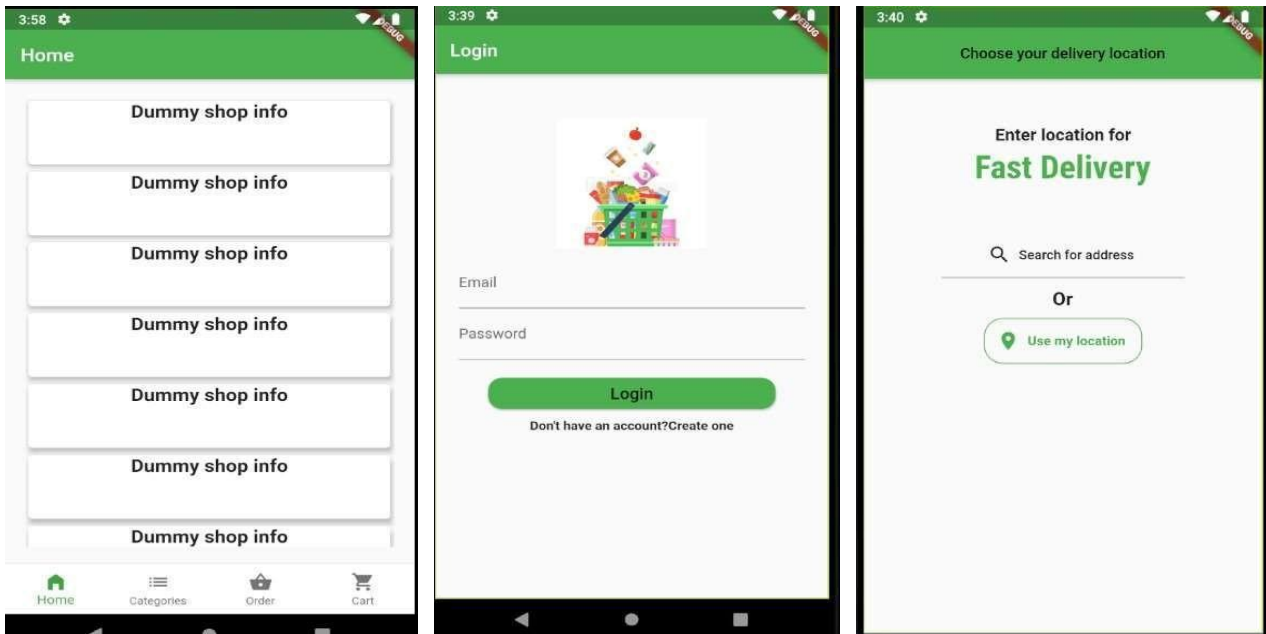 3:58
DEBUG
Home
Dummy shop info
Dummy shop info
Dummy shop info
Dummy shop info
Dummy shop info
Dummy shop info
Dummy shop info
Home
Categories
Order
Cart
3:39
DEBUG
Login
Email
Password
Login
Don't have an account?Create one
3:40
DEBUG
Choose your delivery location
Enter location for
Fast Delivery
Search for address
Or
Use my location